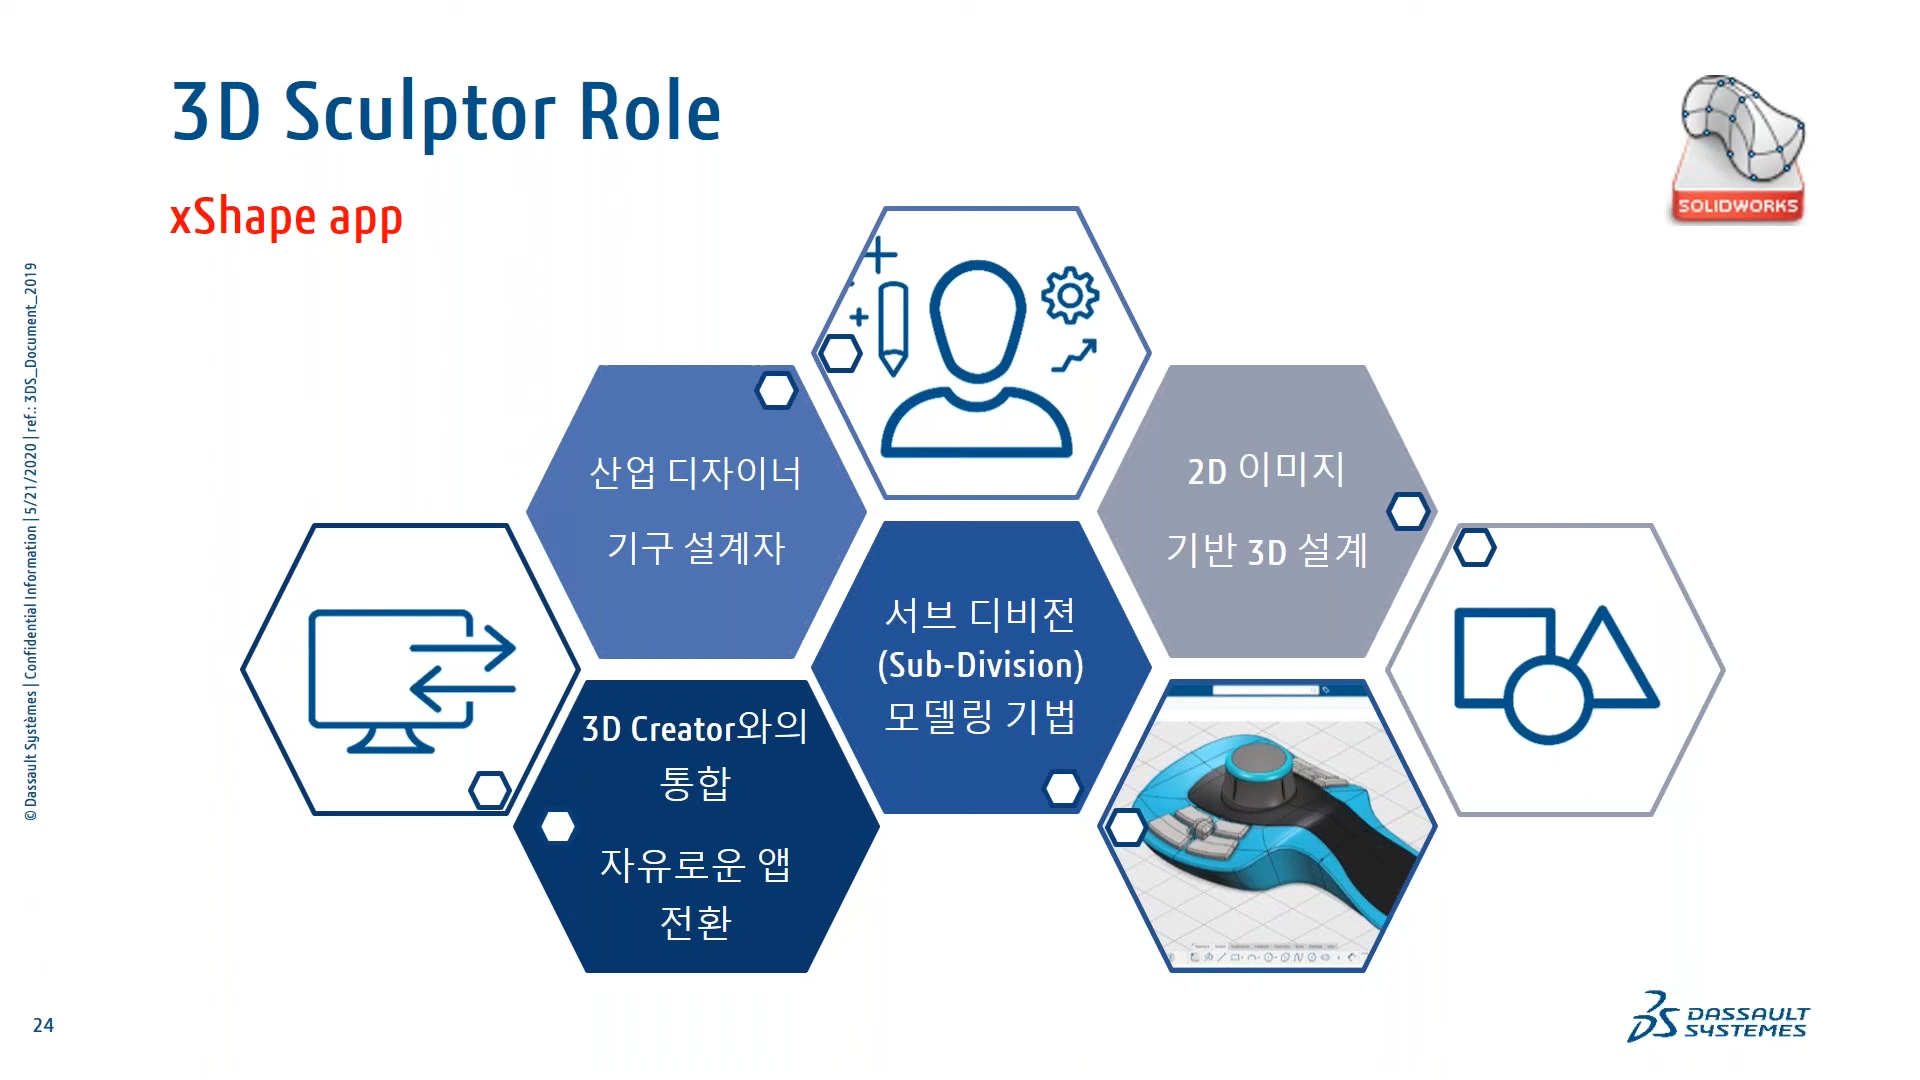 3D Sculptor Role
xShape app
SOLIDWORKS
산업 디자이너
기구 설계자
2D 이미지
기반 3D 설계
서브 디비젼
(Sub-Division)
모델링 기법
3D Creator와의
통합
자유로운 앱
전환
© Dassault Systèmes | Confidential Information | 5/21/2020 | ref.: 3DS_Document_2019
24
DASSAULT
SYSTEMES